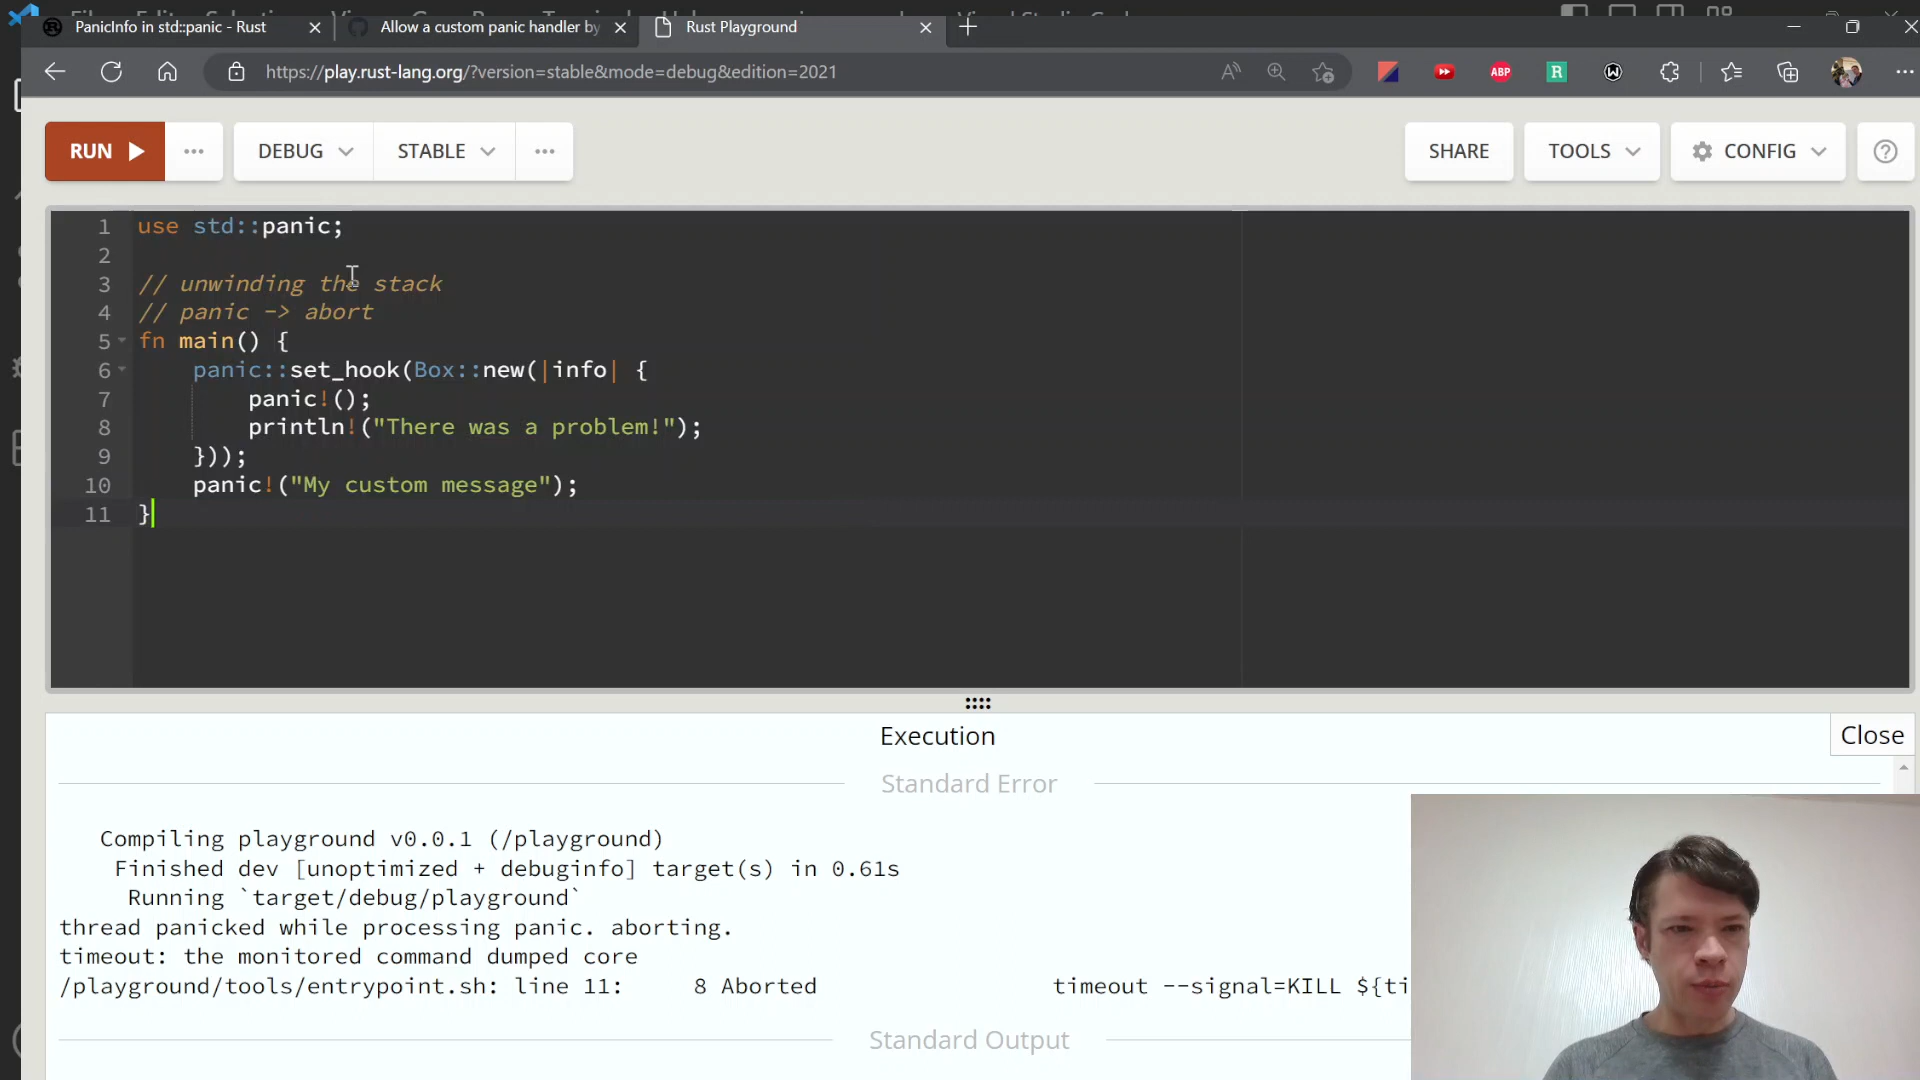 PanicInfo in std::panic - Rust
Allow a custom panic handler by
Rust Playground
https://play.rust-lang.org/?version=stable&mode=debug&edition=2021
ABP
R
RUN
DEBUG
STABLE
SHARE
TOOLS
CONFIG
1 use std::panic;
2
3 // unwinding the stack
4 // panic -> abort
5 fn main() {
6 panic::set_hook(Box::new(|info| {
7 panic!();
8 println!("There was a problem!");
9 }));
10 panic!("My custom message");
11 }
Execution
Close
Standard Error
Compiling playground v0.0.1 (/playground)
Finished dev [unoptimized + debuginfo] target(s) in 0.61s
Running `target/debug/playground`
thread panicked while processing panic. aborting.
timeout: the monitored command dumped core
/playground/tools/entrypoint.sh: line 11: 8 Aborted timeout --signal=KILL ${ti
Standard Output